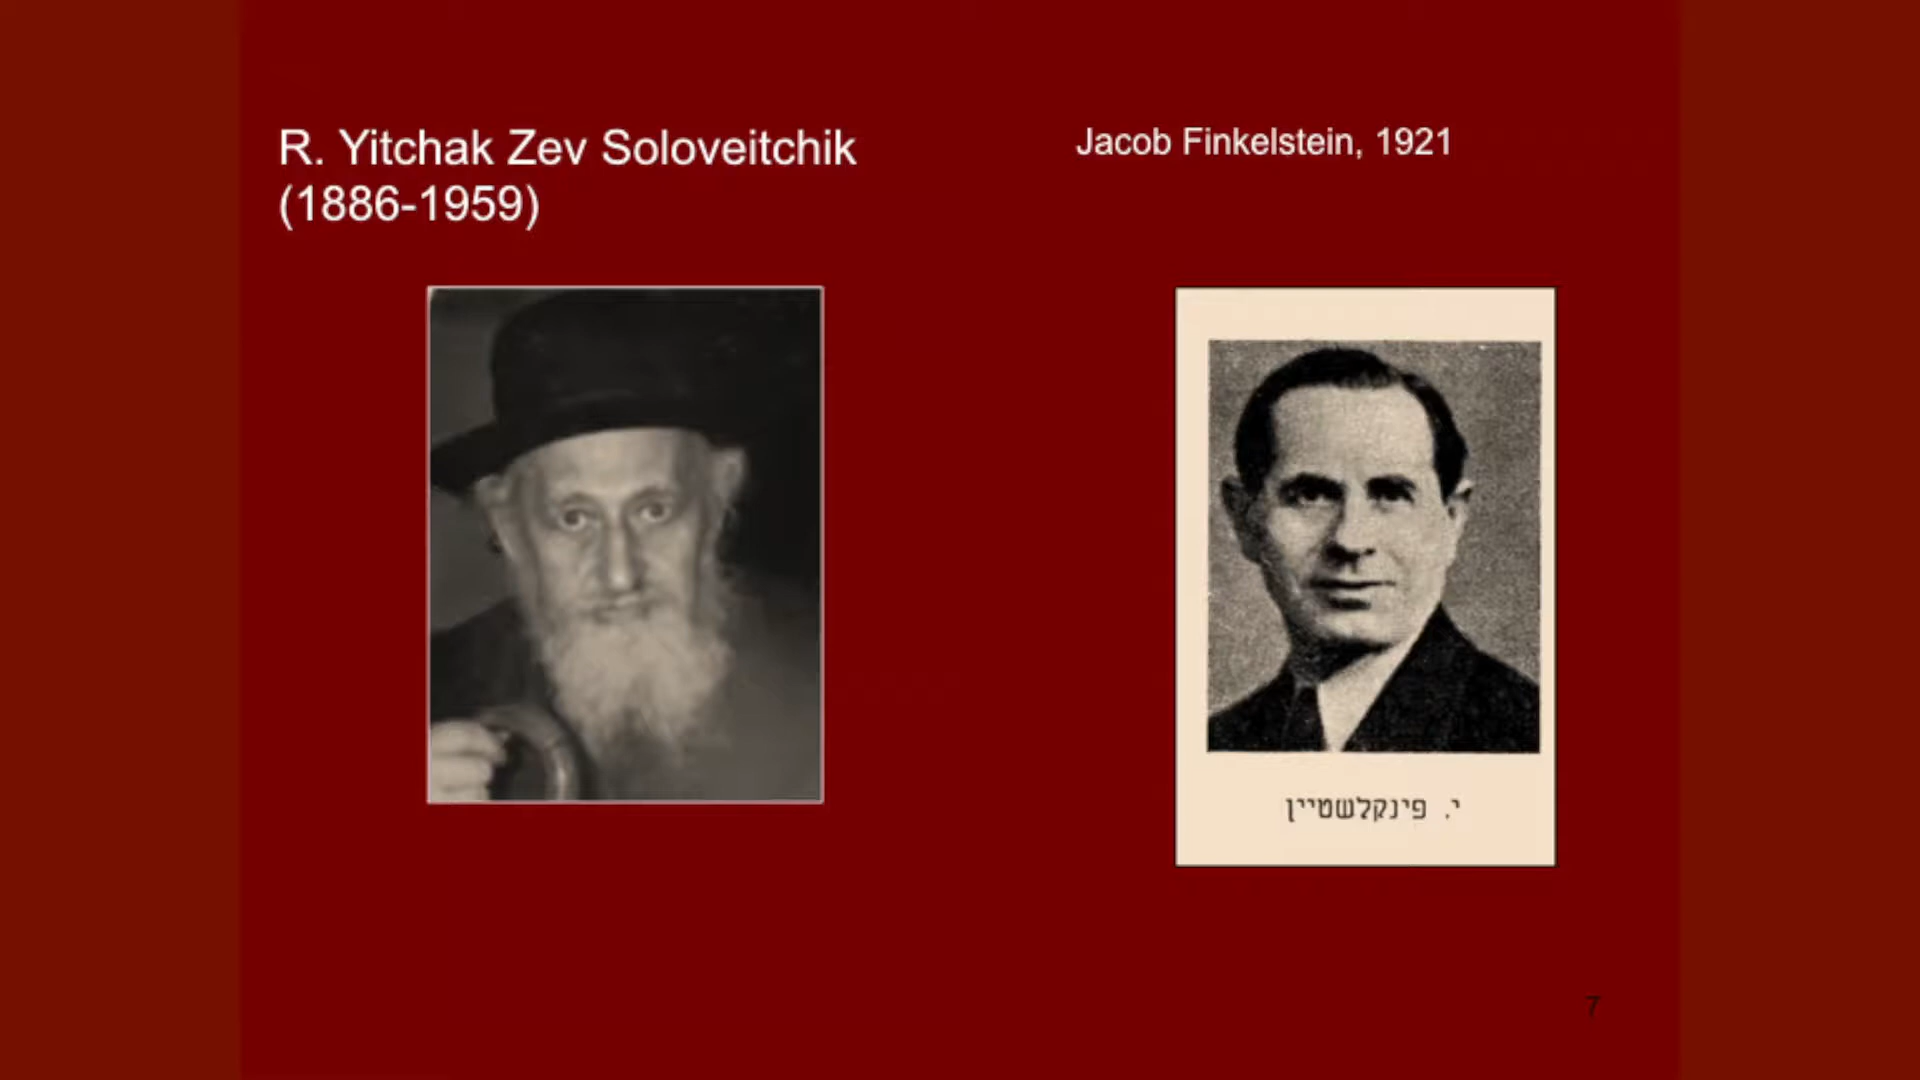 R. Yitchak Zev Soloveitchik
(1886-1959)
Jacob Finkelstein, 1921
י. פינקלשטיין
7